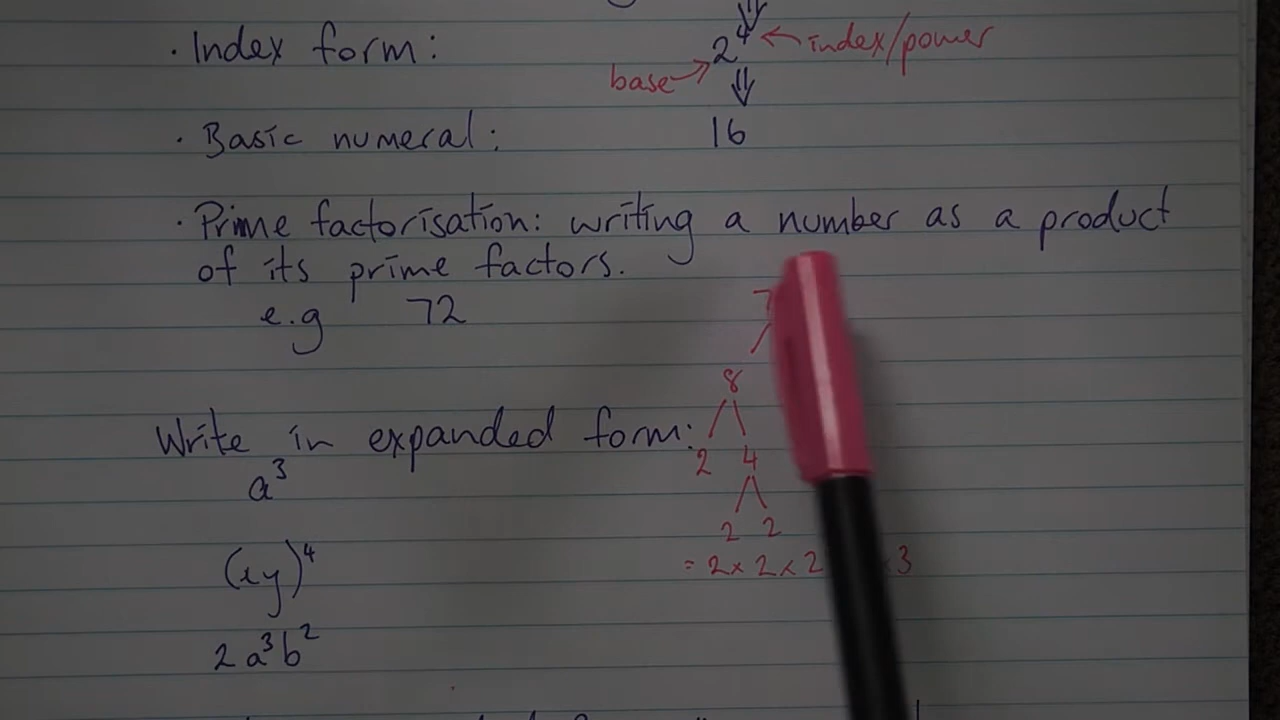 · Index form: 2⁴ ← index/power
base →
· Basic numeral: 16
· Prime factorisation: writing a number as a product
of its prime factors.
e.g 72
7
8
Write in expanded form:
2 4
a³
2 2
(xy)⁴
= 2 × 2 × 2 × 3
2a³b²